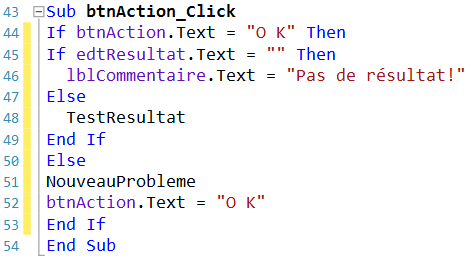 43 Sub btnAction_Click
44 If btnAction.Text = "O K" Then
45 If edtResultat.Text = "" Then
46 lblCommentaire.Text = "Pas de résultat!"
47 Else
48 TestResultat
49 End If
50 Else
51 NouveauProbleme
52 btnAction.Text = "O K"
53 End If
54 End Sub